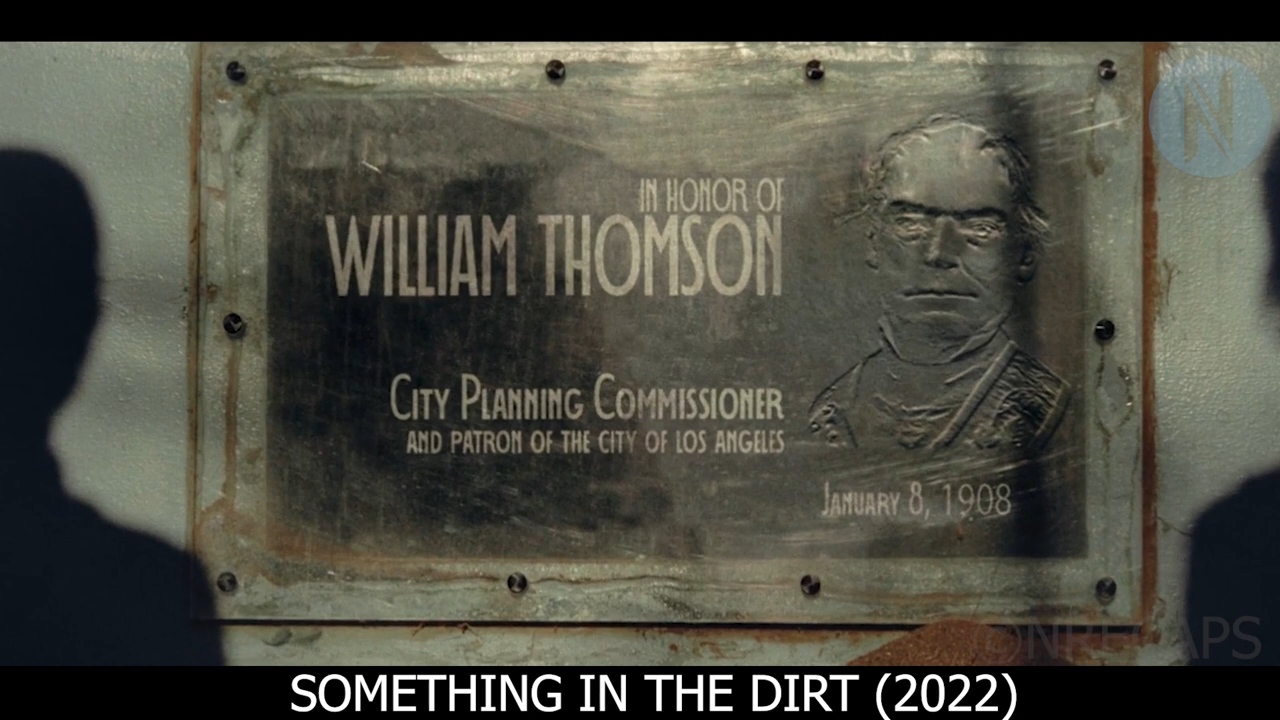 IN HONOR OF
WILLIAM THOMSON
CITY PLANNING COMMISSIONER
AND PATRON OF THE CITY OF LOS ANGELES
JANUARY 8, 1908
N
SOMETHING IN THE DIRT (2022)